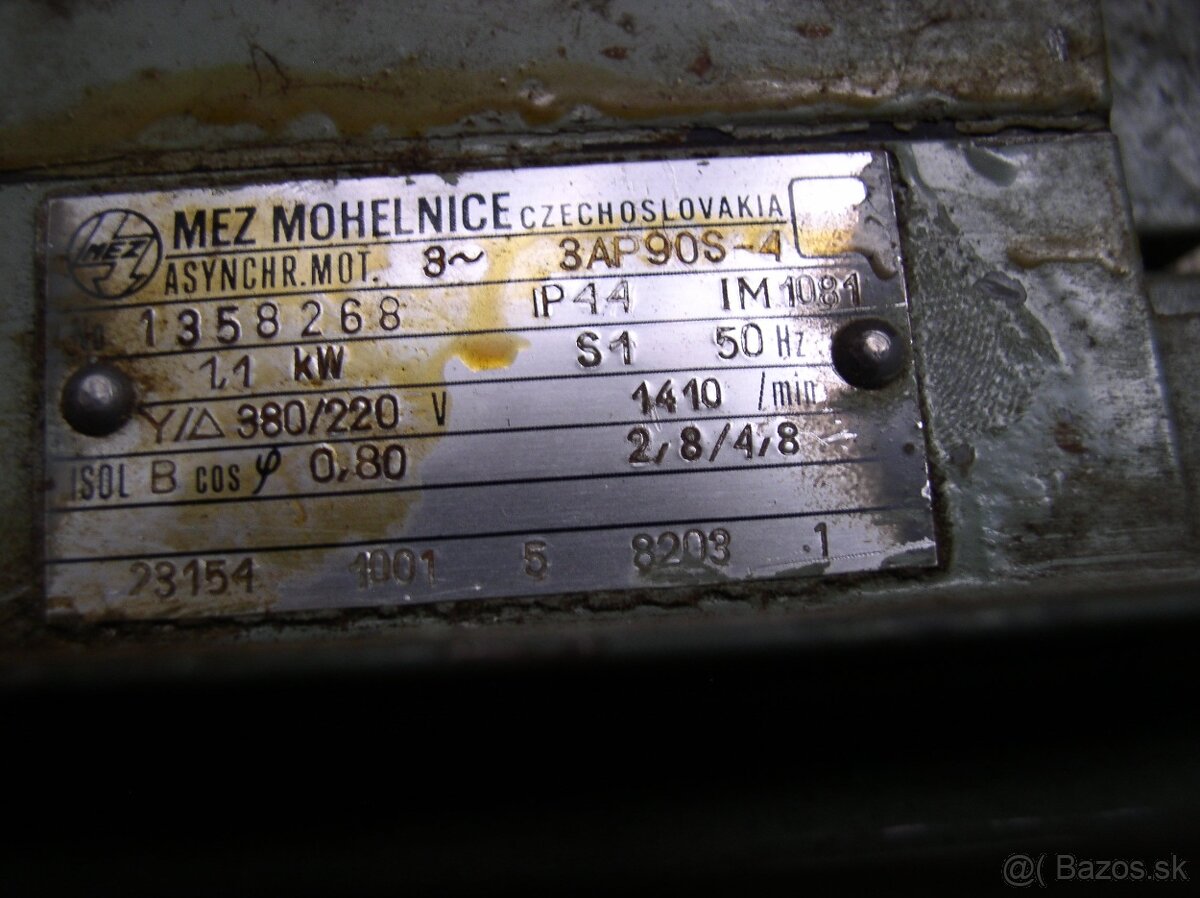 MEZ MEZ MOHELNICE CZECHOSLOVAKIA
ASYNCHR.MOT. 3~ 3AP90S-4
1358268 IP44 IM1081
1,1 kW S1 50 Hz
Y/△ 380/220 V 1410 /min
ISOL B cos φ 0,80 2,8/4,8
23154 1001 5 8203 1
@( Bazos.sk